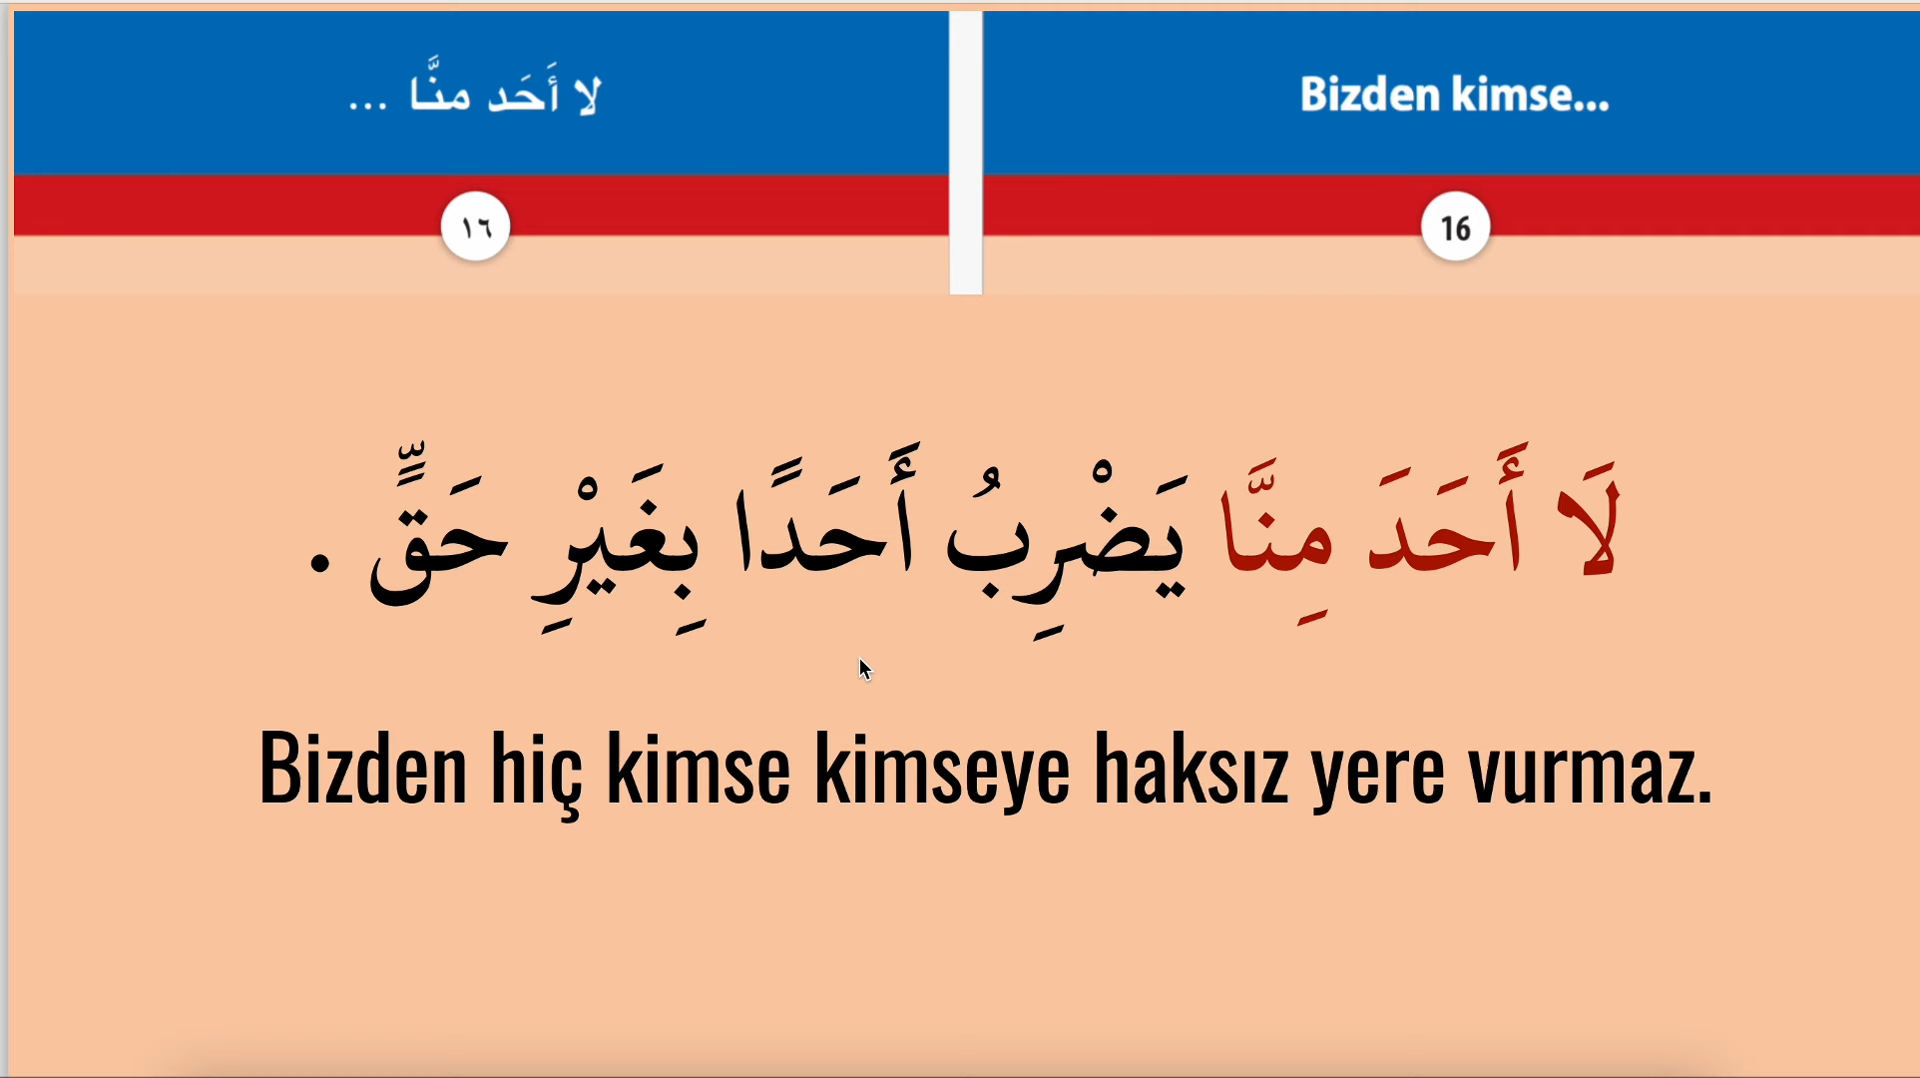 لا أَحَد منَّا ...
Bizden kimse...
١٦
16
لَا أَحَدَ مِنَّا يَضْرِبُ أَحَدًا بِغَيْرِ حَقٍّ .
Bizden hiç kimse kimseye haksız yere vurmaz.